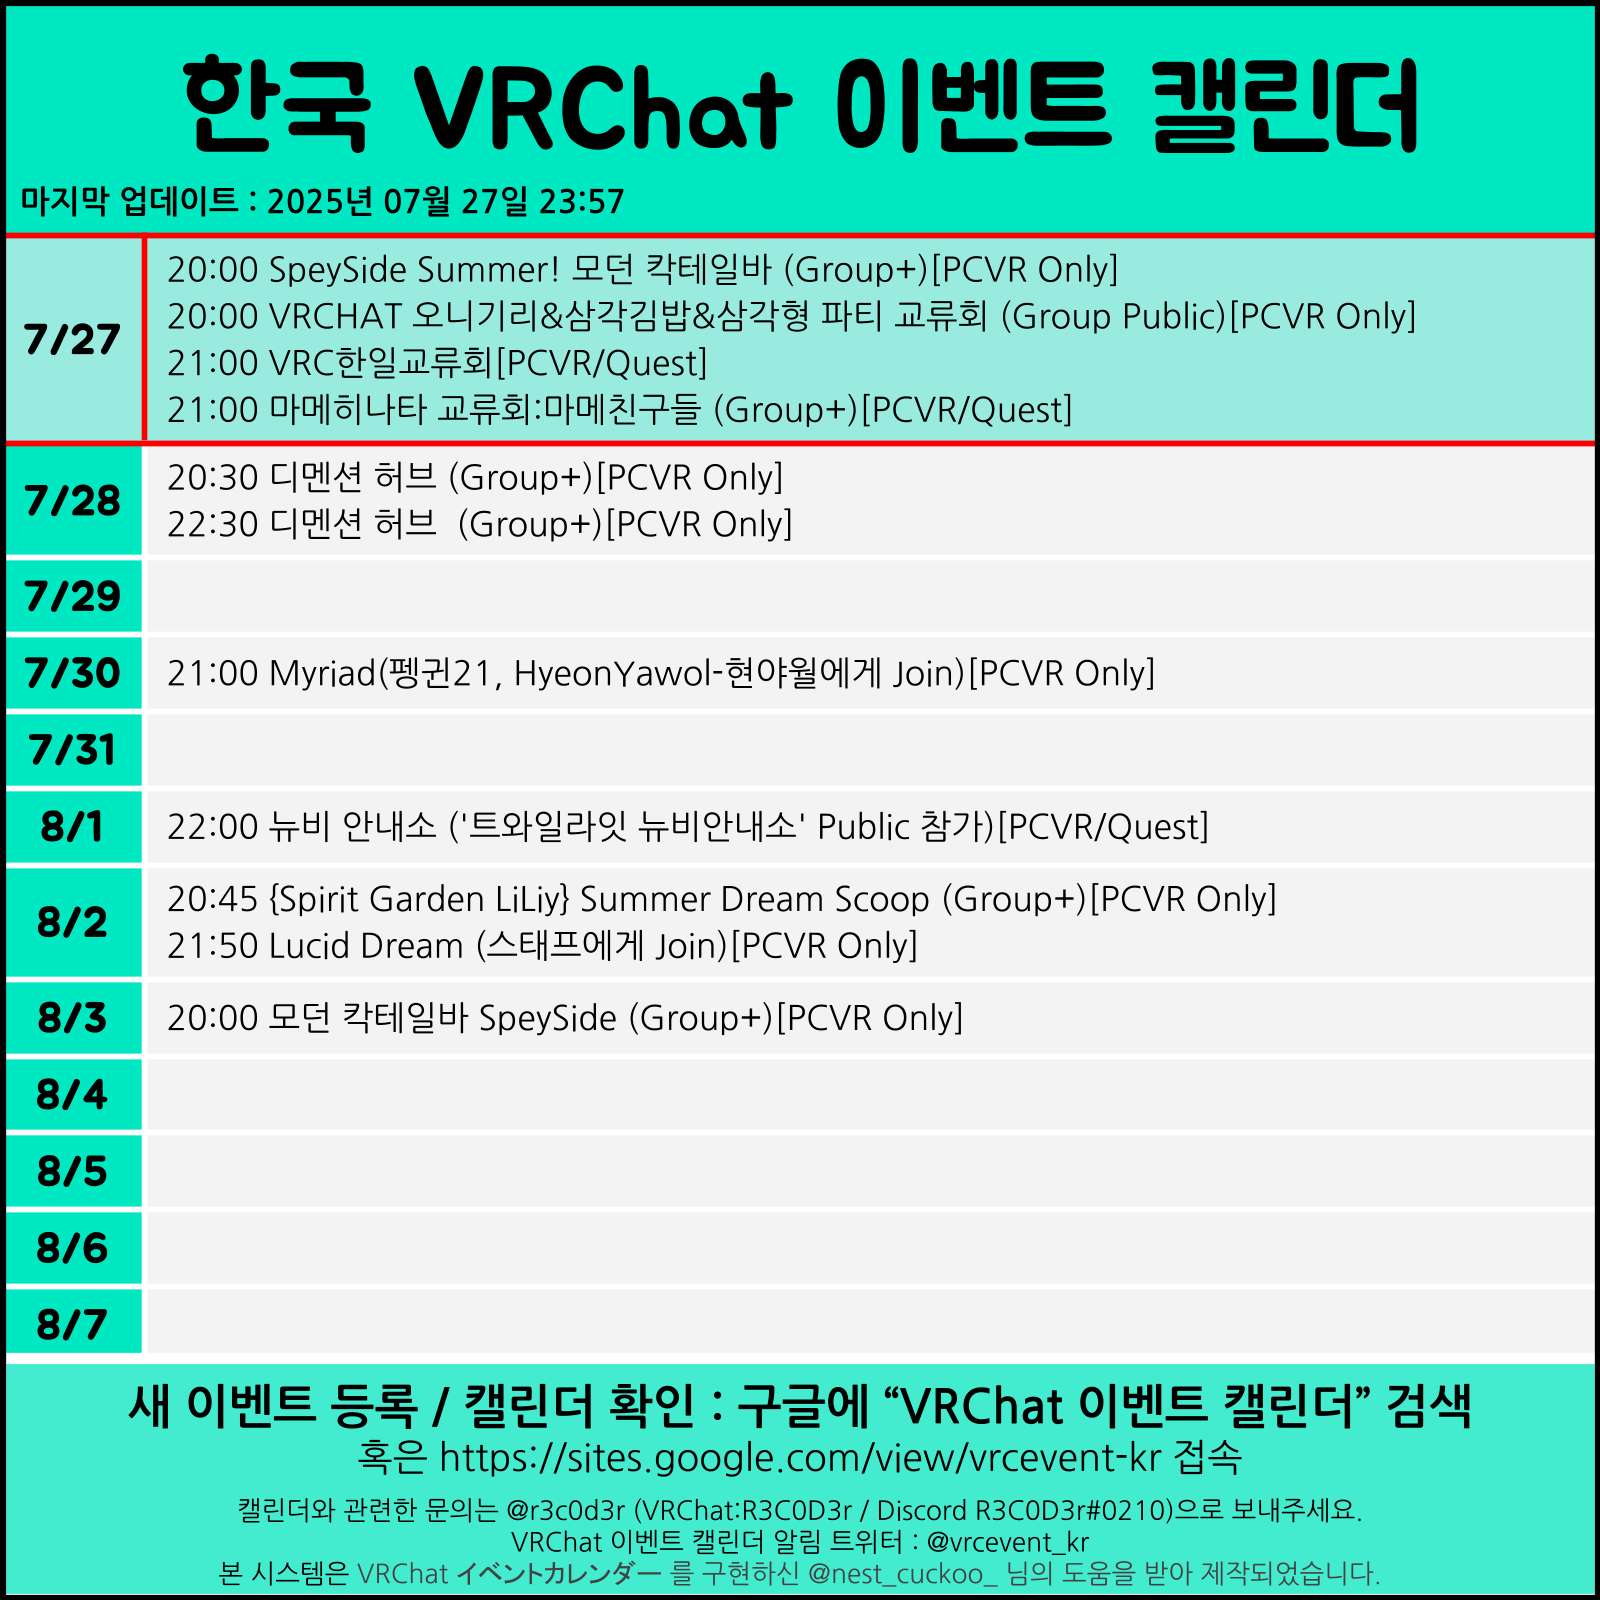 한국 VRChat 이벤트 캘린더
마지막 업데이트 : 2025년 07월 27일 23:57
7/27
20:00 SpeySide Summer! 모던 칵테일바 (Group+)[PCVR Only]
20:00 VRCHAT 오니기리&삼각김밥&삼각형 파티 교류회 (Group Public)[PCVR Only]
21:00 VRC한일교류회[PCVR/Quest]
21:00 마메히나타 교류회:마메친구들 (Group+)[PCVR/Quest]
7/28
20:30 디멘션 허브 (Group+)[PCVR Only]
22:30 디멘션 허브  (Group+)[PCVR Only]
7/29
7/30
21:00 Myriad(펭귄21, HyeonYawol-현야월에게 Join)[PCVR Only]
7/31
8/1
22:00 뉴비 안내소 ('트와일라잇 뉴비안내소' Public 참가)[PCVR/Quest]
8/2
20:45 {Spirit Garden LiLiy} Summer Dream Scoop (Group+)[PCVR Only]
21:50 Lucid Dream (스태프에게 Join)[PCVR Only]
8/3
20:00 모던 칵테일바 SpeySide (Group+)[PCVR Only]
8/4
8/5
8/6
8/7
새 이벤트 등록 / 캘린더 확인 : 구글에 “VRChat 이벤트 캘린더” 검색
혹은 https://sites.google.com/view/vrcevent-kr 접속
캘린더와 관련한 문의는 @r3c0d3r (VRChat:R3C0D3r / Discord R3C0D3r#0210)으로 보내주세요.
VRChat 이벤트 캘린더 알림 트위터 : @vrcevent_kr
본 시스템은 VRChat イベントカレンダー 를 구현하신 @nest_cuckoo_ 님의 도움을 받아 제작되었습니다.